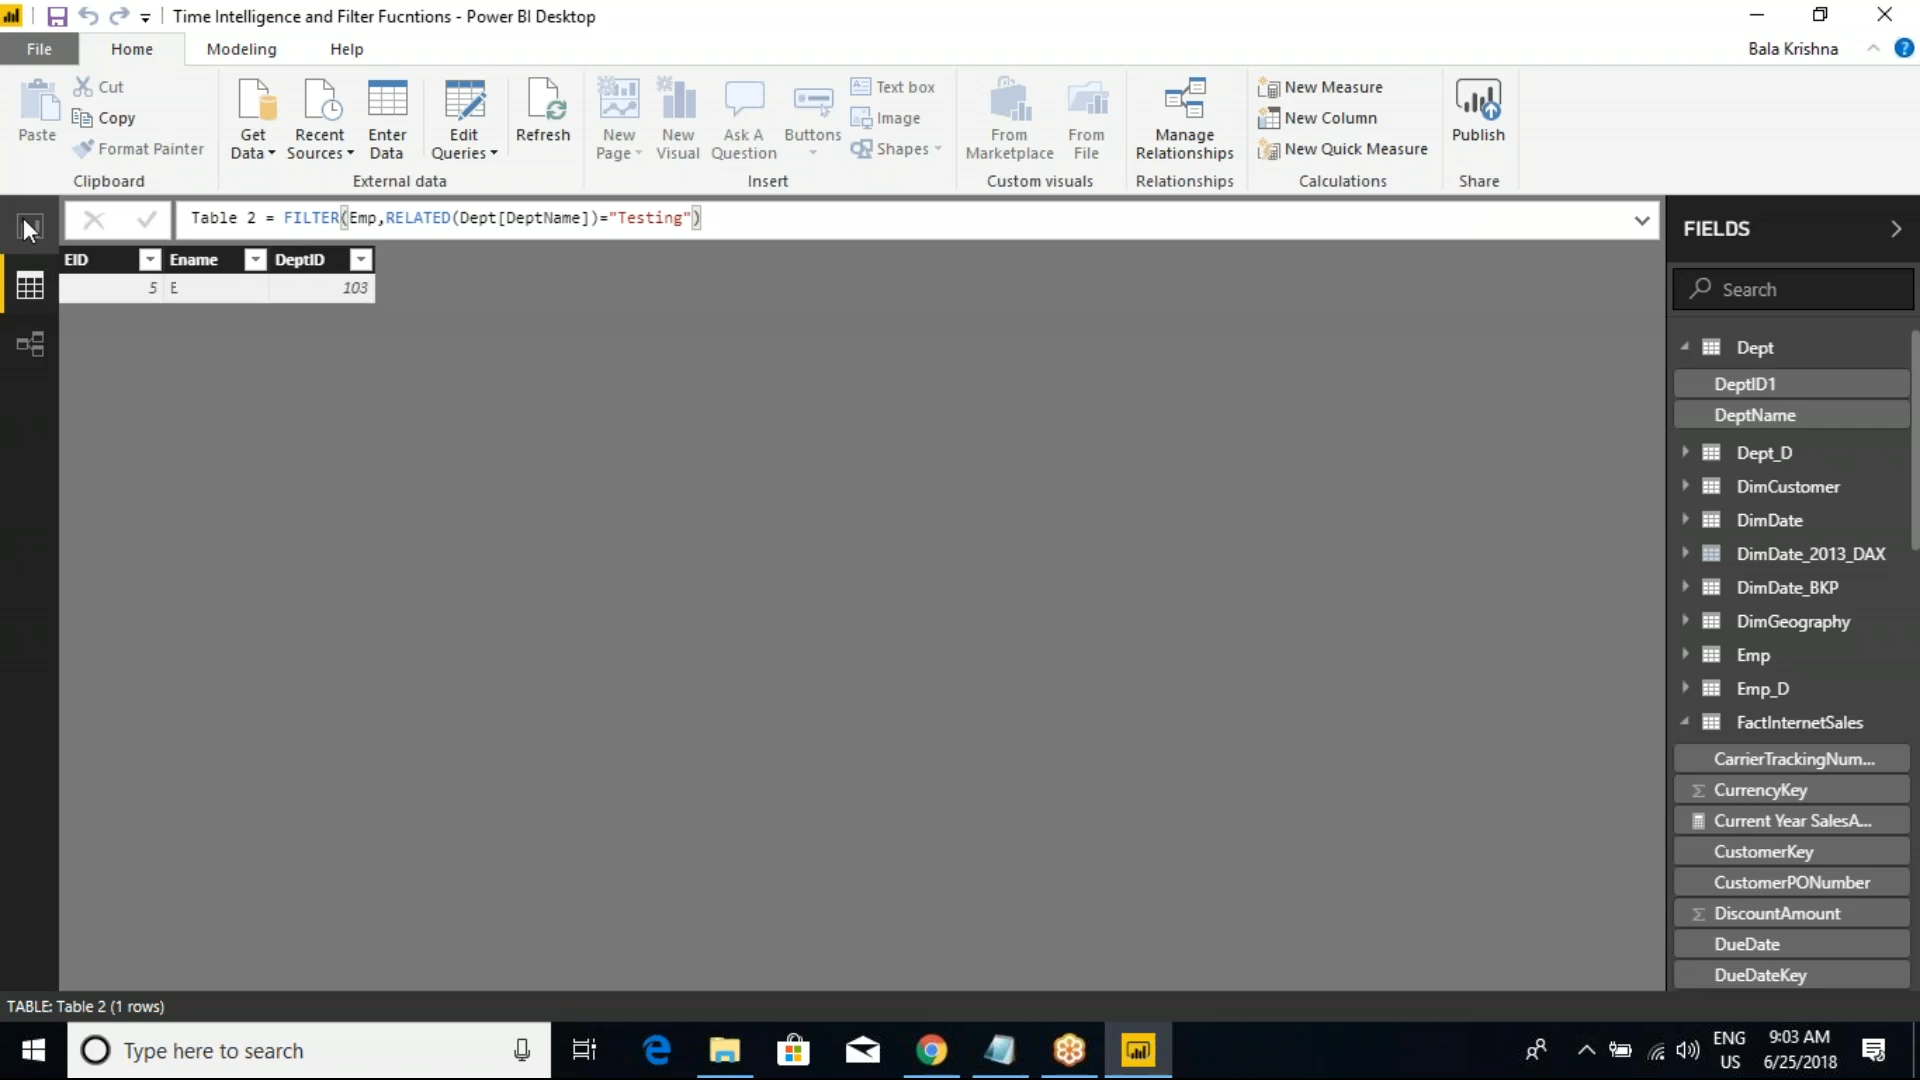 Time Intelligence and Filter Fucntions - Power BI Desktop
File Home Modeling Help Bala Krishna ?
Paste Cut Copy Format Painter
Clipboard
Get Data Recent Sources Enter Data Edit Queries Refresh
External data
New Page New Visual Ask A Question Buttons Text box Image Shapes
Insert
From Marketplace From File
Custom visuals
Manage Relationships
Relationships
New Measure
New Column
New Quick Measure
Calculations
Publish
Share
Table 2 = FILTER(Emp,RELATED(Dept[DeptName])="Testing")
EID Ename DeptID
5 E 103
FIELDS
Search
Dept
DeptID1
DeptName
Dept_D
DimCustomer
DimDate
DimDate_2013_DAX
DimDate_BKP
DimGeography
Emp
Emp_D
FactInternetSales
CarrierTrackingNum...
CurrencyKey
Current Year SalesA...
CustomerKey
CustomerPONumber
DiscountAmount
DueDate
DueDateKey
TABLE: Table 2 (1 rows)
Type here to search
ENG US
9:03 AM
6/25/2018